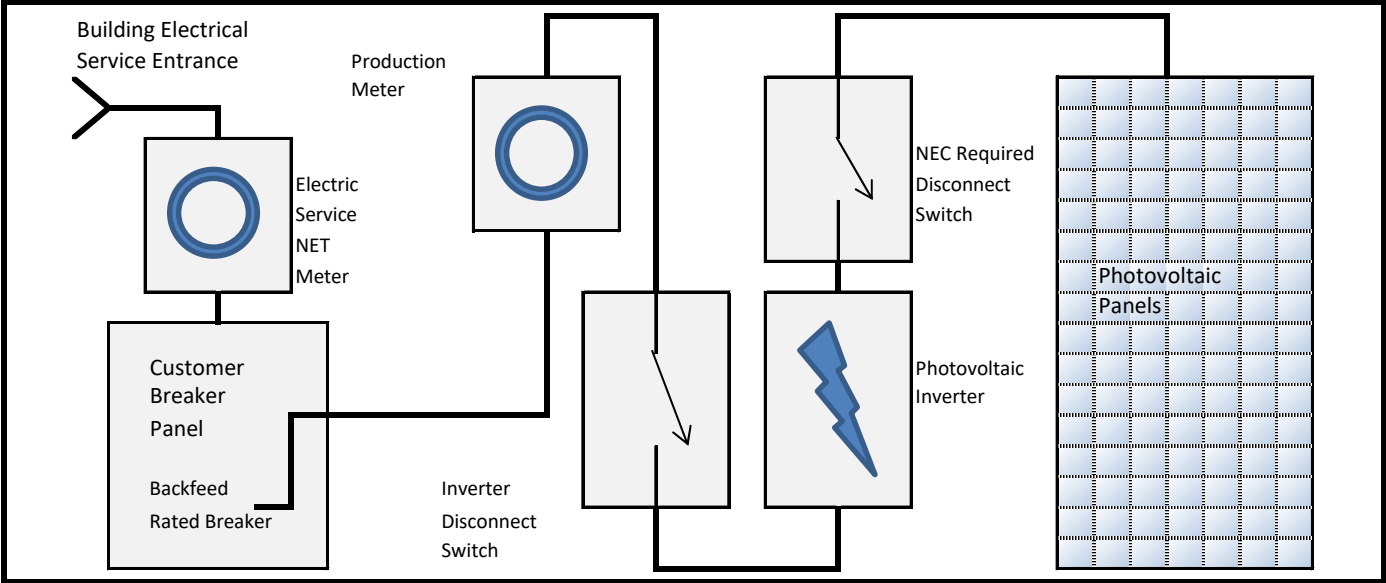 Building Electrical
Service Entrance
Production
Meter
Electric
Service
NET
Meter
NEC Required
Disconnect
Switch
Photovoltaic
Panels
Customer
Breaker
Panel
Backfeed
Rated Breaker
Inverter
Disconnect
Switch
Photovoltaic
Inverter